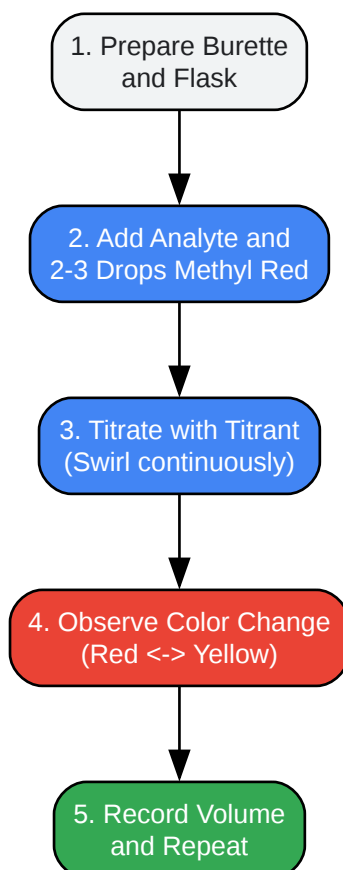 1. Prepare Burette
and Flask
2. Add Analyte and
2-3 Drops Methyl Red
3. Titrate with Titrant
(Swirl continuously)
4. Observe Color Change
(Red <-> Yellow)
5. Record Volume
and Repeat